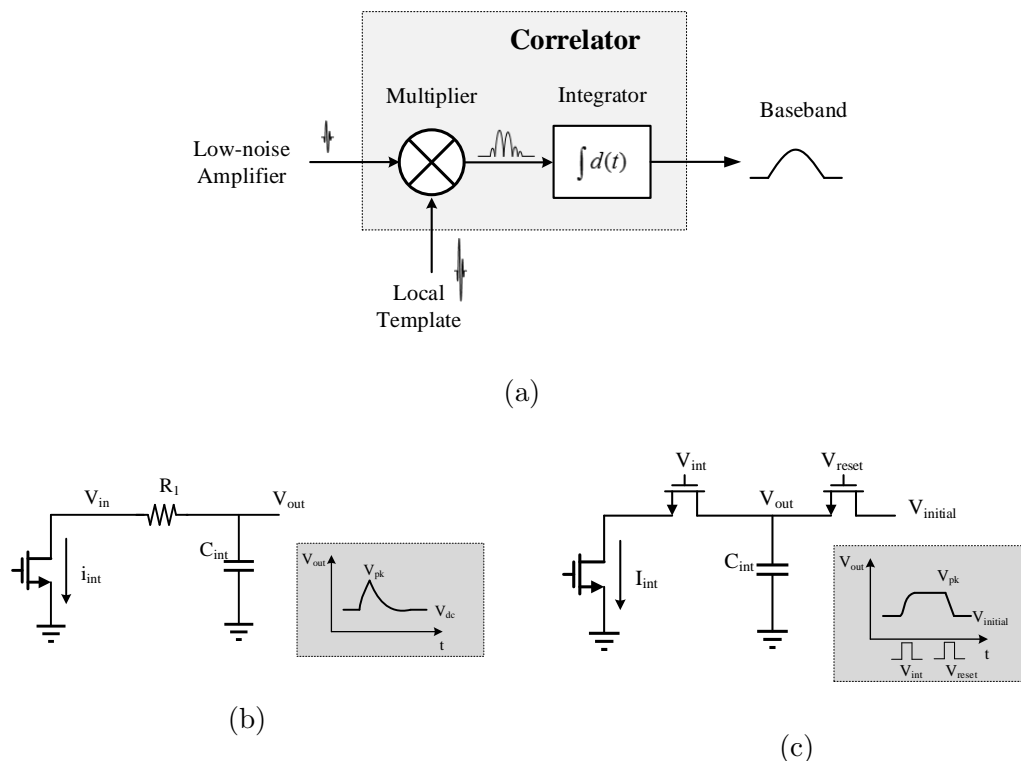 Correlator
Multiplier
Integrator
Baseband
Low-noise
Amplifier
∫ d(t)
Local
Template
(a)
V_in
R_1
V_out
C_int
i_int
V_out
V_pk
V_dc
t
(b)
V_int
V_reset
V_out
V_initial
C_int
I_int
V_out
V_pk
V_initial
t
V_int
V_reset
(c)